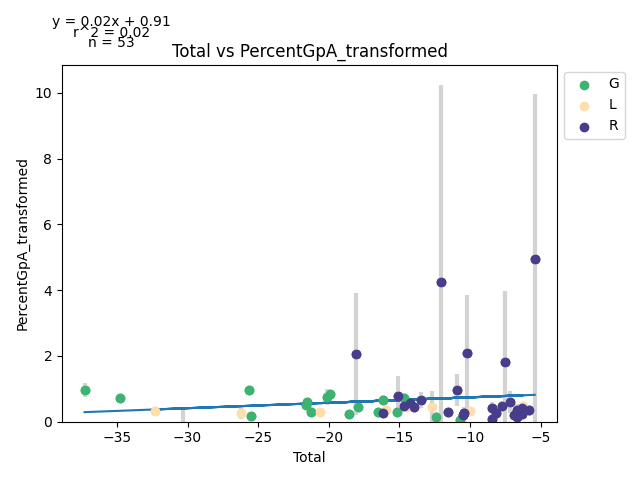 y = 0.02x + 0.91
r^2 = 0.02
n = 53
Total vs PercentGpA_transformed
G
L
R
PercentGpA_transformed
10
8
6
4
2
0
−35
−30
−25
−20
−15
−10
−5
Total